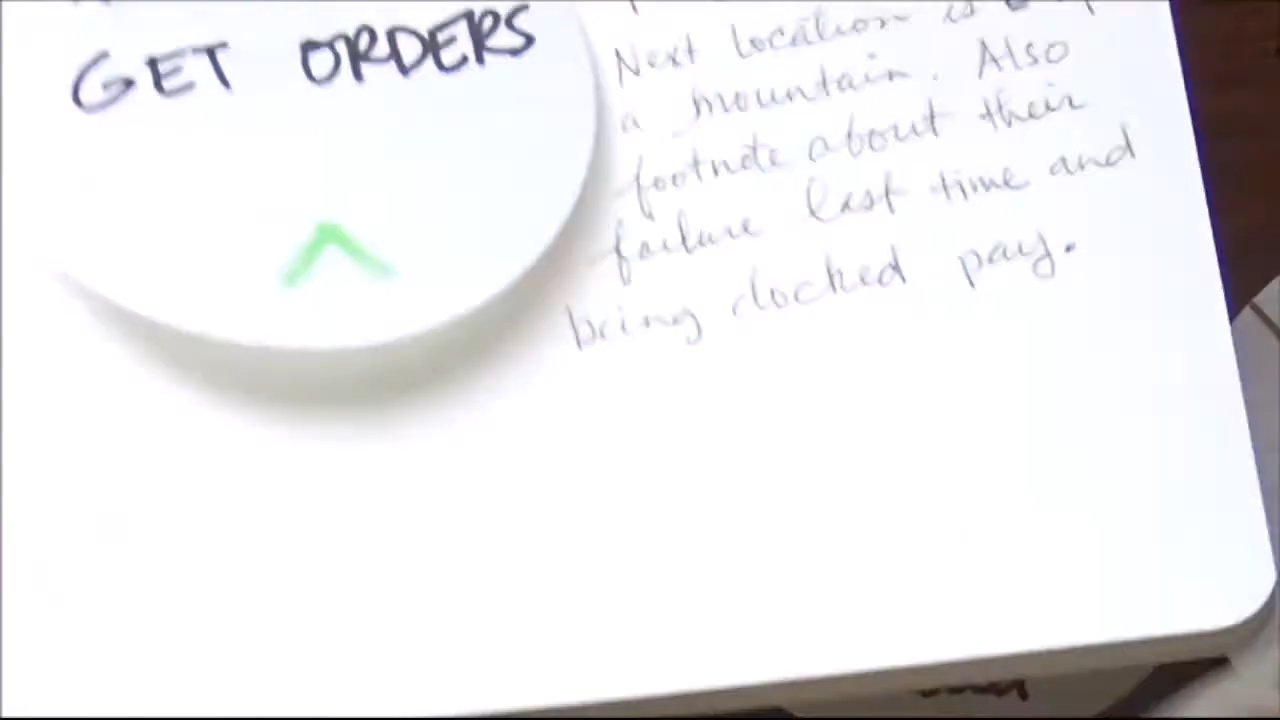 GET ORDERS
Next location is
a mountain. Also
footnote about their
failure last time and
being docked pay.